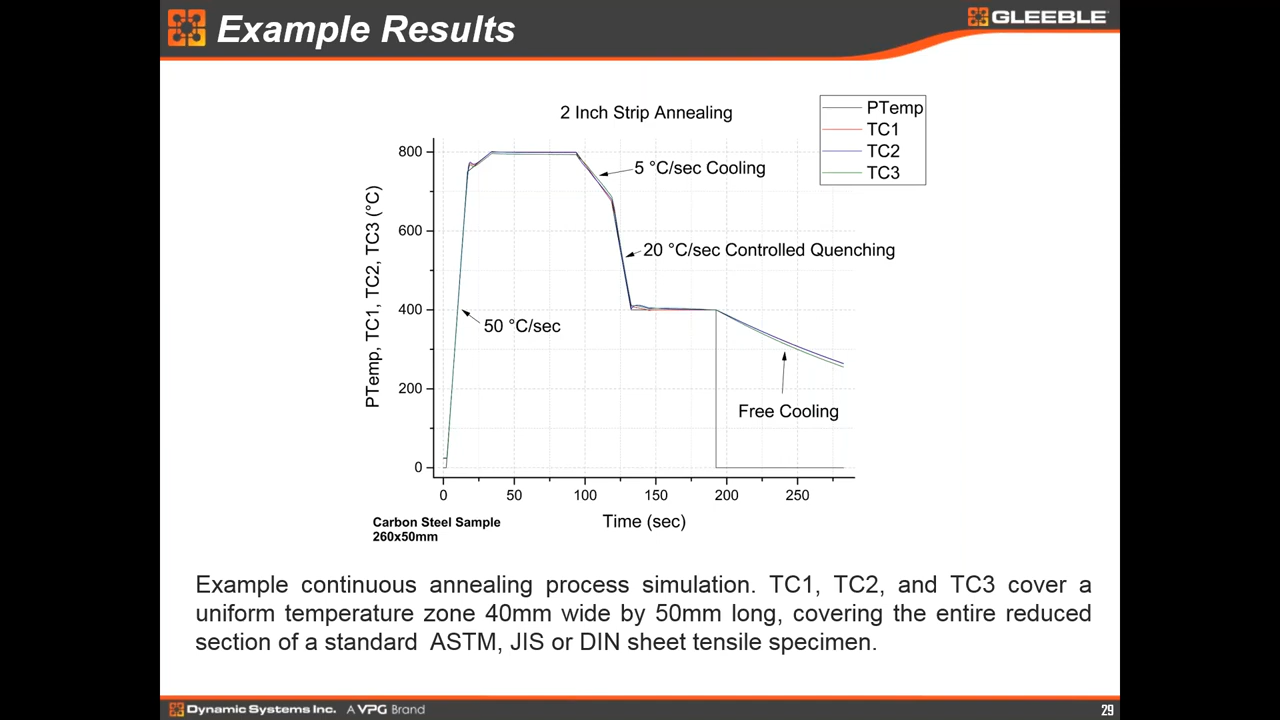 Example Results
GLEEBLE
2 Inch Strip Annealing
PTemp
TC1
TC2
TC3
PTemp, TC1, TC2, TC3 (°C)
800
600
400
200
0
5 °C/sec Cooling
20 °C/sec Controlled Quenching
50 °C/sec
Free Cooling
0 50 100 150 200 250
Time (sec)
Carbon Steel Sample
260x50mm
Example continuous annealing process simulation. TC1, TC2, and TC3 cover a
uniform temperature zone 40mm wide by 50mm long, covering the entire reduced
section of a standard ASTM, JIS or DIN sheet tensile specimen.
Dynamic Systems Inc. A VPG Brand
29